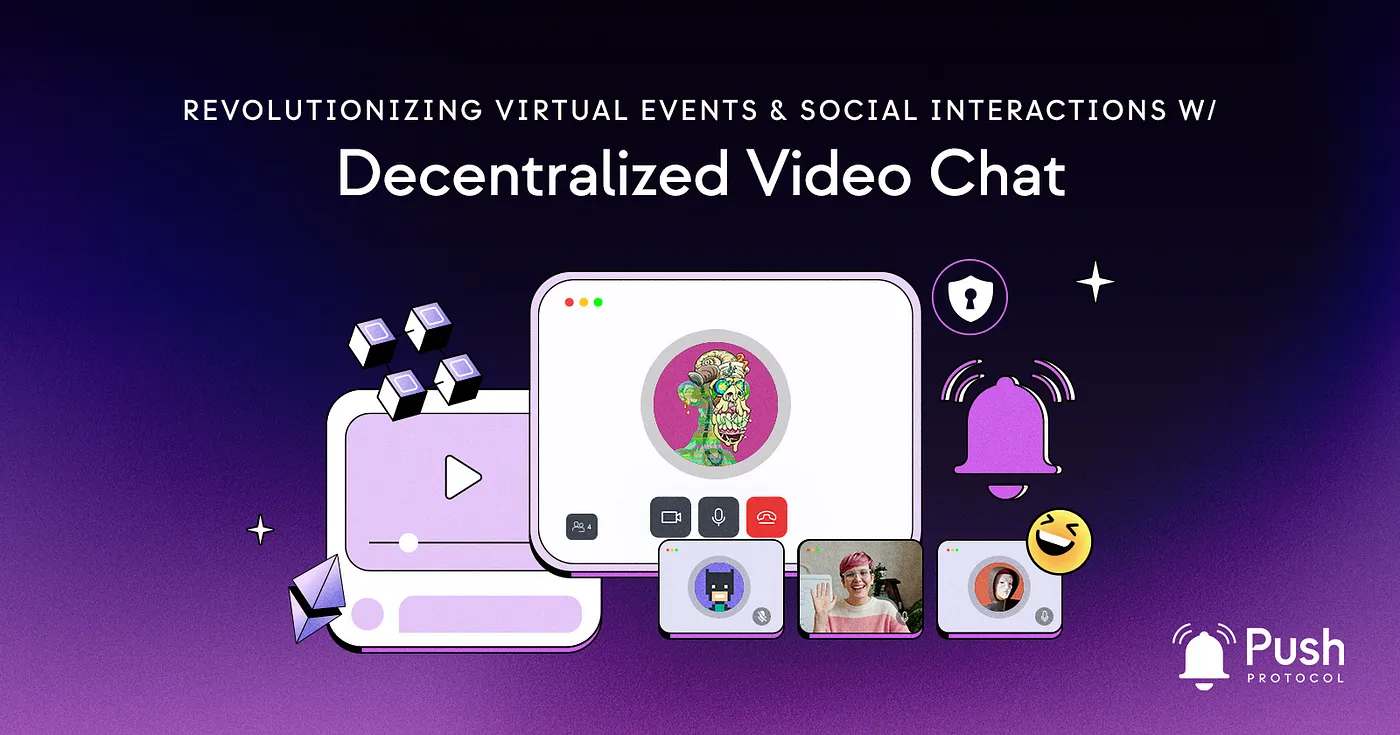 REVOLUTIONIZING VIRTUAL EVENTS & SOCIAL INTERACTIONS W/
Decentralized Video Chat
4
Push
PROTOCOL